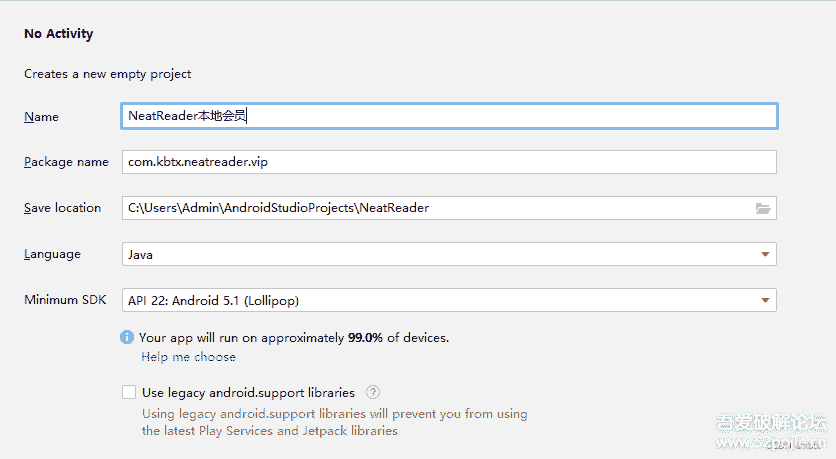 No Activity
Creates a new empty project
Name
NeatReader本地会员
Package name
com.kbtx.neatreader.vip
Save location
C:\Users\Admin\AndroidStudioProjects\NeatReader
Language
Java
Minimum SDK
API 22: Android 5.1 (Lollipop)
Your app will run on approximately 99.0% of devices.
Help me choose
Use legacy android.support libraries
Using legacy android.support libraries will prevent you from using
the latest Play Services and Jetpack libraries
吾爱破解论坛